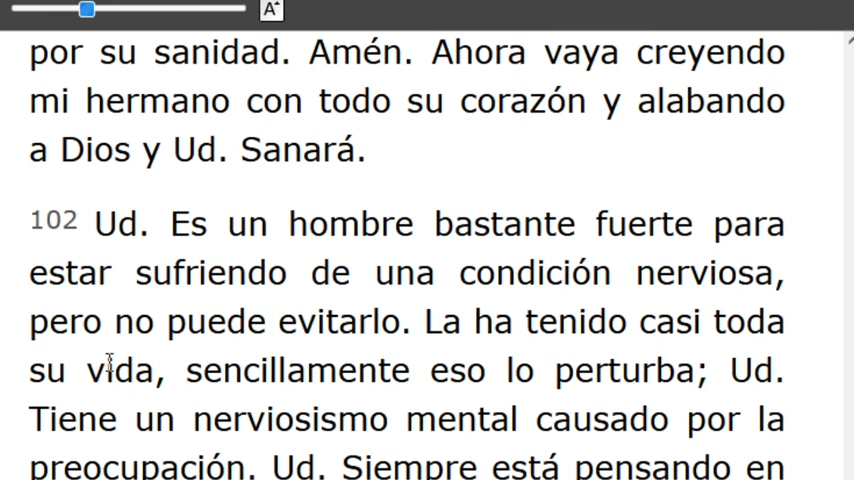 A
por su sanidad. Amén. Ahora vaya creyendo
mi hermano con todo su corazón y alabando
a Dios y Ud. Sanará.
102 Ud. Es un hombre bastante fuerte para
estar sufriendo de una condición nerviosa,
pero no puede evitarlo. La ha tenido casi toda
su vida, sencillamente eso lo perturba; Ud.
Tiene un nerviosismo mental causado por la
preocupación. Ud. Siempre está pensando en